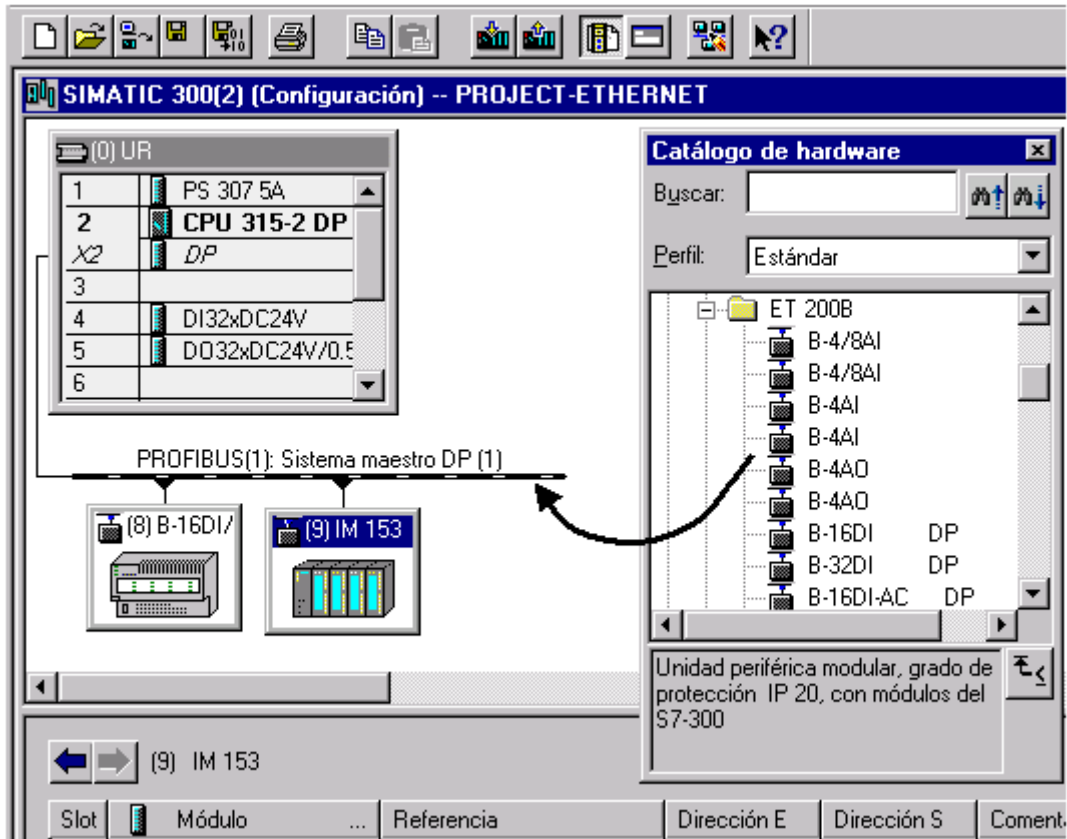 SIMATIC 300(2) (Configuración) -- PROJECT-ETHERNET
(0) UR
1 PS 307 5A
2 CPU 315-2 DP
X2 DP
3
4 DI32xDC24V
5 DO32xDC24V/0.5
6
PROFIBUS(1): Sistema maestro DP (1)
(8) B-16DI/
(9) IM 153
Catálogo de hardware
Buscar:
Perfil: Estándar
ET 200B
B-4/8AI
B-4/8AI
B-4AI
B-4AI
B-4AO
B-4AO
B-16DI DP
B-32DI DP
B-16DI-AC DP
Unidad periférica modular, grado de
protección IP 20, con módulos del
S7-300
(9) IM 153
Slot Módulo ... Referencia Dirección E Dirección S Coment